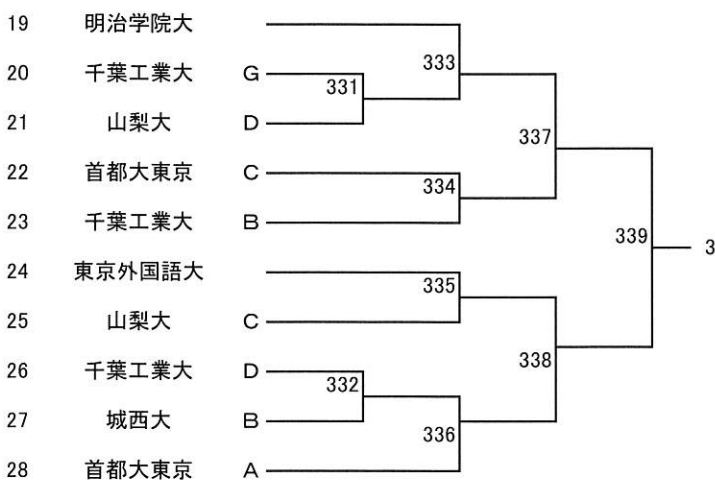 19 明治学院大
333
20 千葉工業大 G
331
21 山梨大 D
337
22 首都大東京 C
334
23 千葉工業大 B
339 3
24 東京外国語大
335
25 山梨大 C
338
26 千葉工業大 D
332
27 城西大 B
336
28 首都大東京 A